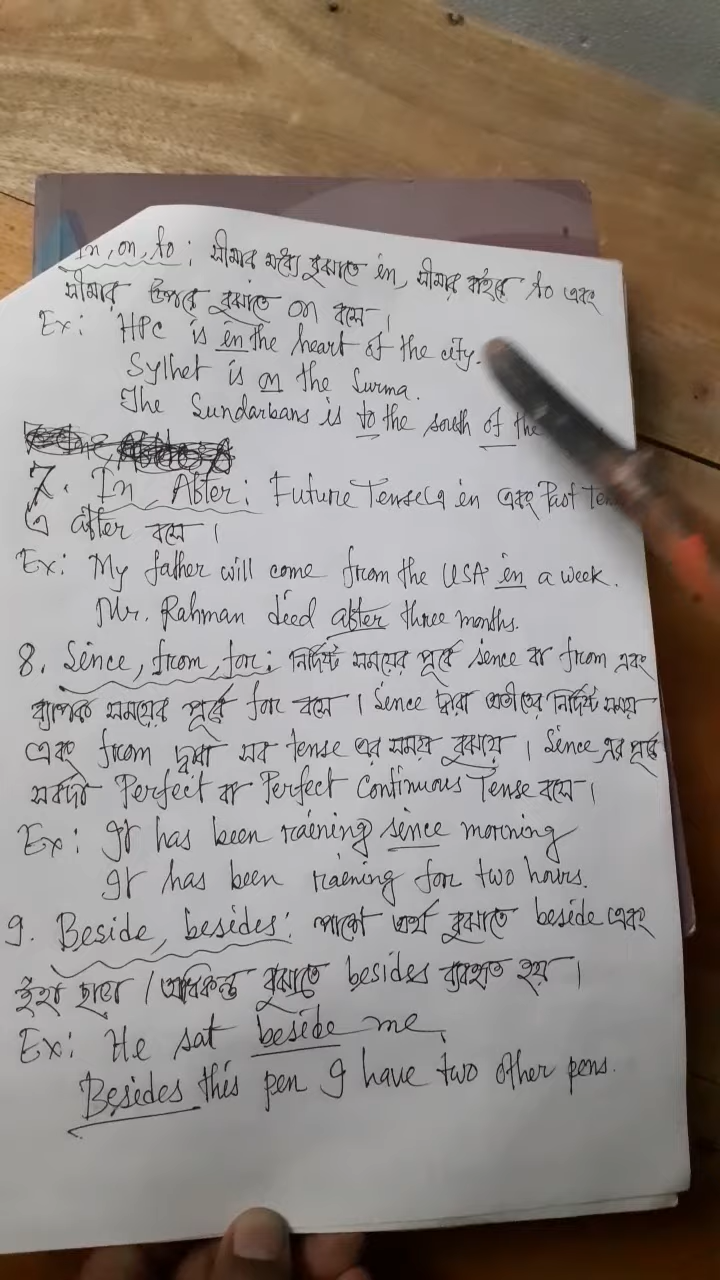 In, on, to : সীমার মধ্যে বুঝাতে in, সীমার বাইরে to এবং
সীমার উপরে বুঝাতে on বসে।
Ex: HPC is in the heart of the city.
Sylhet is on the Surma.
The Sundarbans is to the south of the
7. In, After: Future Tense এ in এবং Past
এ after বসে।
Ex: My father will come from the USA in a week.
Mr. Rahman died after three months.
8. Since, from, for: নির্দিষ্ট সময়ের পূর্বে since বা from এবং
ব্যাপক সময়ের পূর্বে for বসে। Since দ্বারা অতীতের নির্দিষ্ট সময়
এবং from দ্বারা সব tense এর সময় বুঝায়। Since এর পূর্বে
সর্বদা Perfect বা Perfect Continuous Tense বসে।
Ex: It has been raining since morning
It has been raining for two hours.
9. Beside, besides: পাশে অর্থ বুঝাতে beside এবং
ইহা ছাড়া / অধিকন্তু বুঝাতে besides ব্যবহৃত হয়।
Ex: He sat beside me.
Besides this pen I have two other pens.